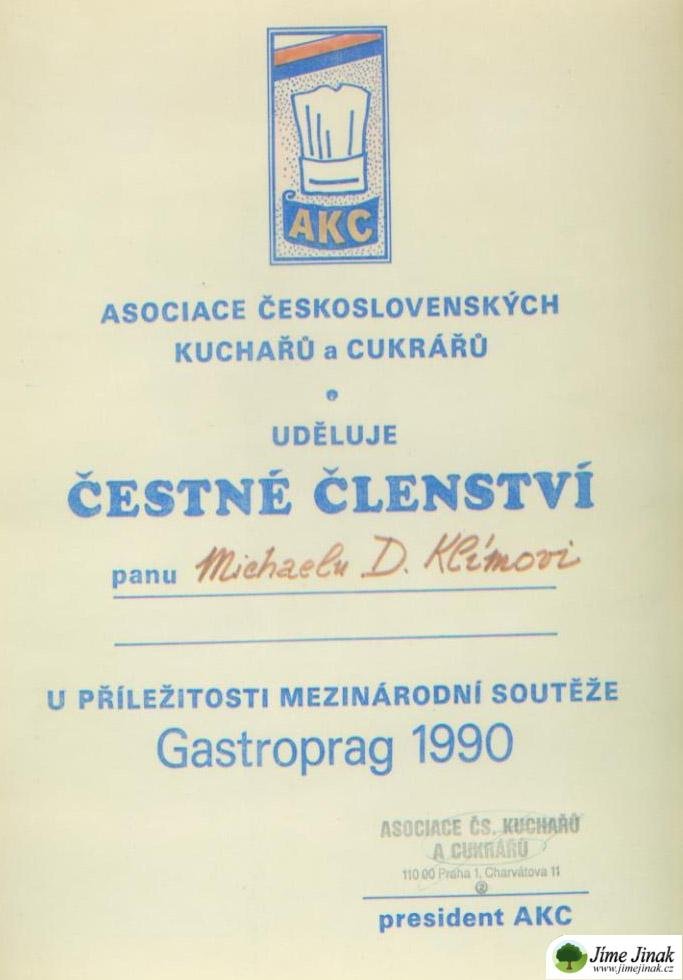 AKC
ASOCIACE ČESKOSLOVENSKÝCH
KUCHAŘŮ a CUKRÁŘŮ
UDĚLUJE
ČESTNÉ ČLENSTVÍ
panu Michaelu D. Klímovi
U PŘÍLEŽITOSTI MEZINÁRODNÍ SOUTĚŽE
Gastroprag 1990
ASOCIACE ČS. KUCHAŘŮ
A CUKRÁŘŮ
110 00 Praha 1, Charvátova 11
2
president AKC
Jíme Jinak
www.jimejinak.cz